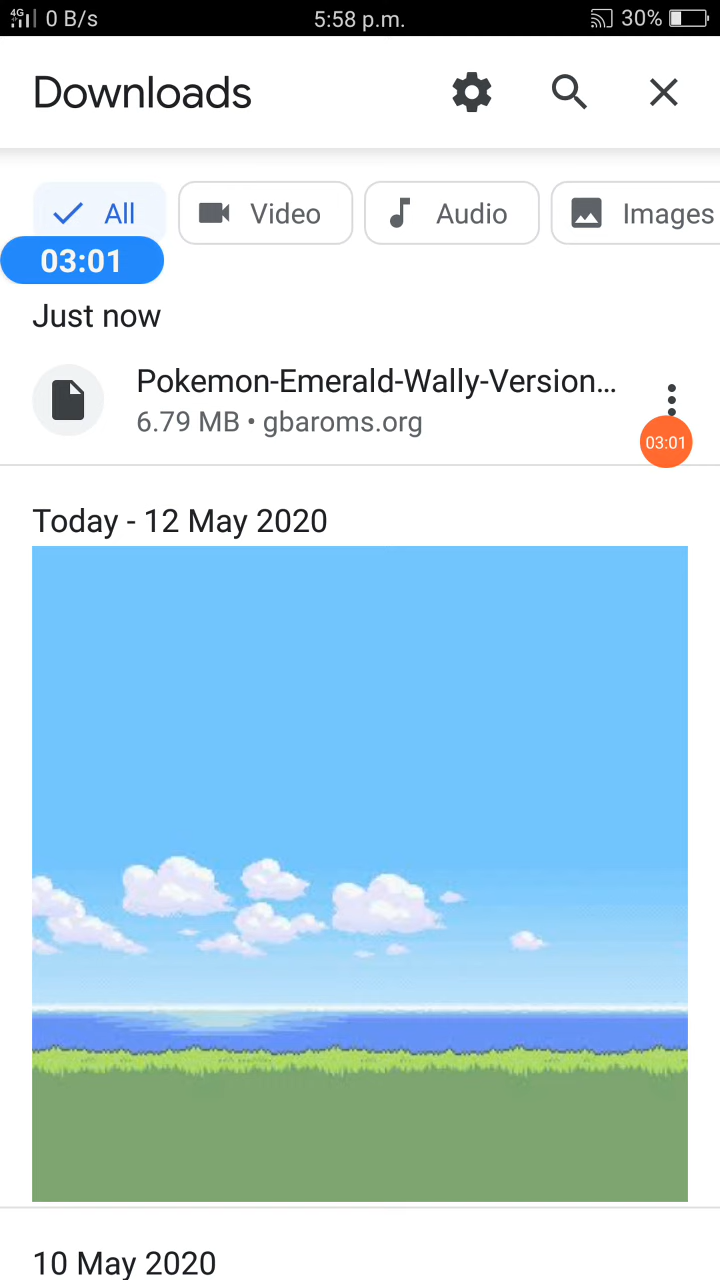 4G 0 B/s 5:58 p.m. 30%
Downloads
All Video Audio Images
03:01
Just now
Pokemon-Emerald-Wally-Version...
6.79 MB • gbaroms.org
03:01
Today - 12 May 2020
10 May 2020